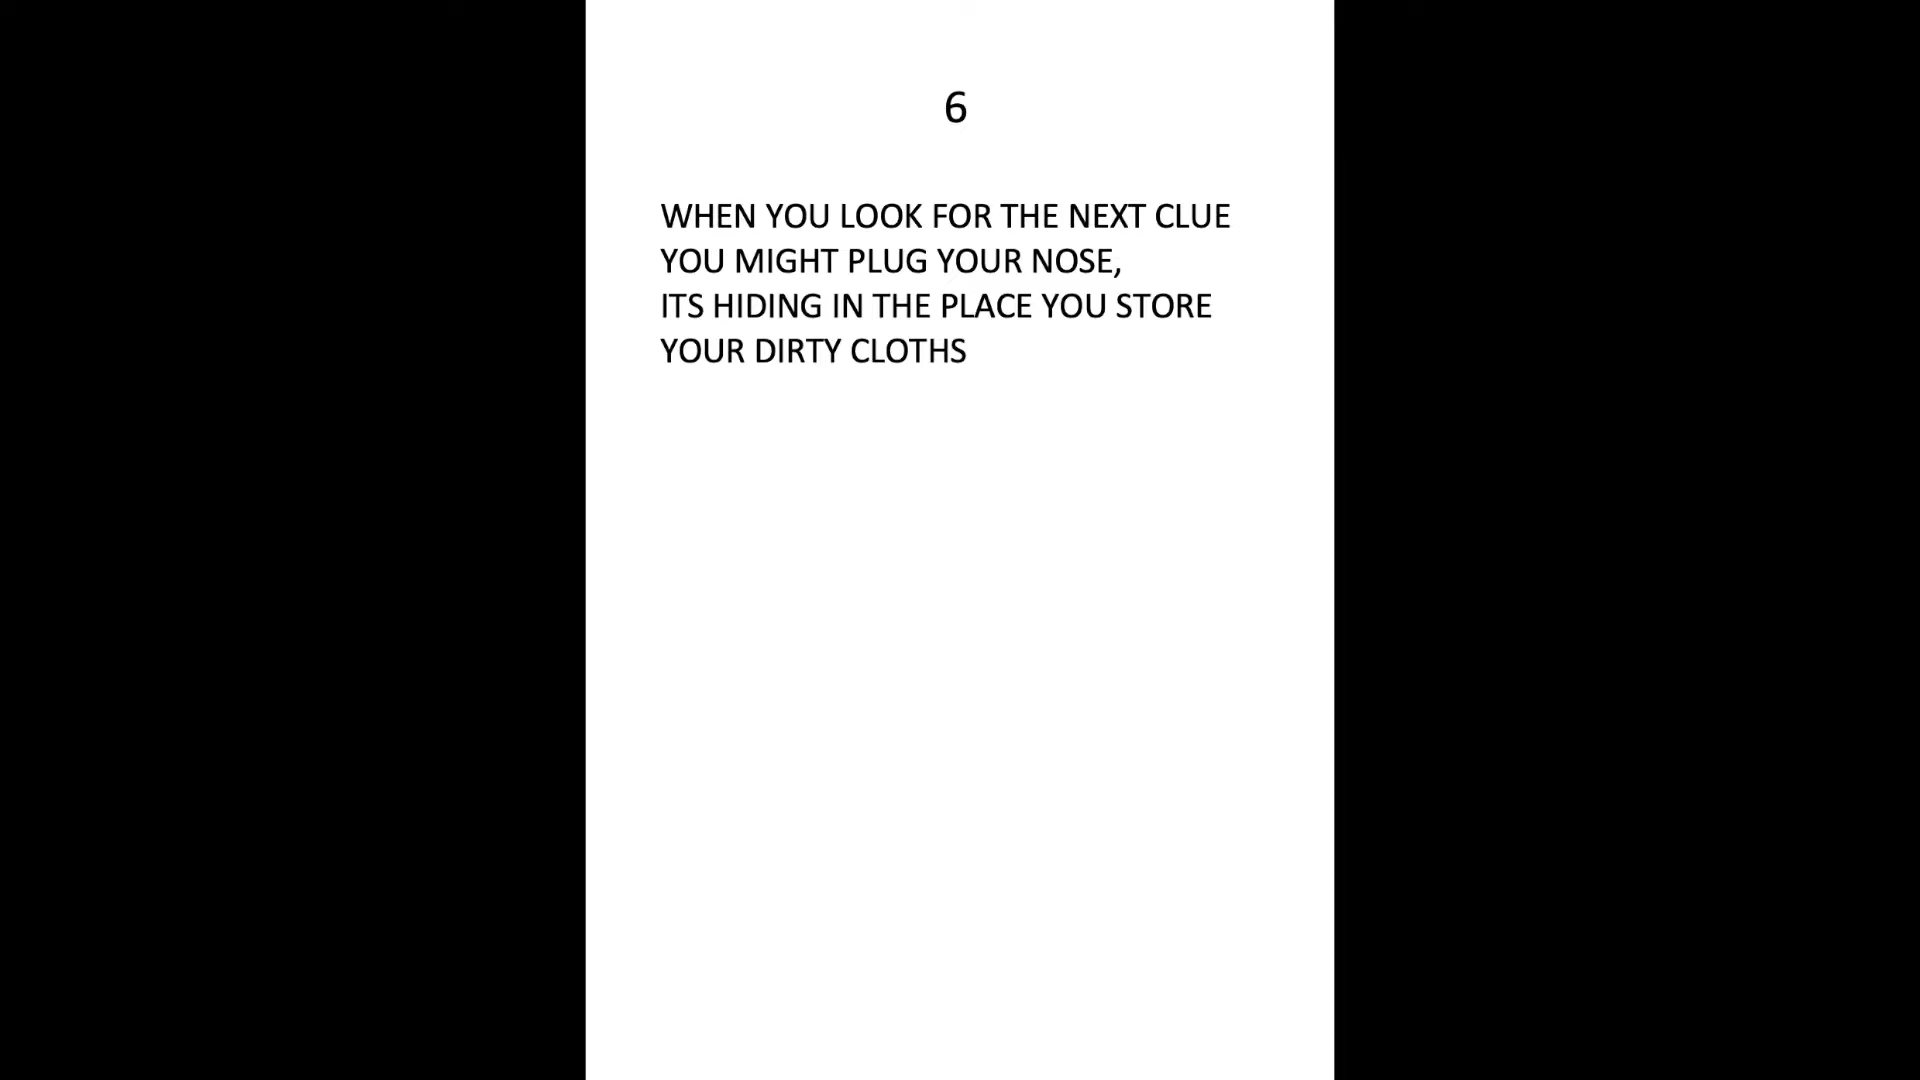 6
WHEN YOU LOOK FOR THE NEXT CLUE
YOU MIGHT PLUG YOUR NOSE,
ITS HIDING IN THE PLACE YOU STORE
YOUR DIRTY CLOTHS